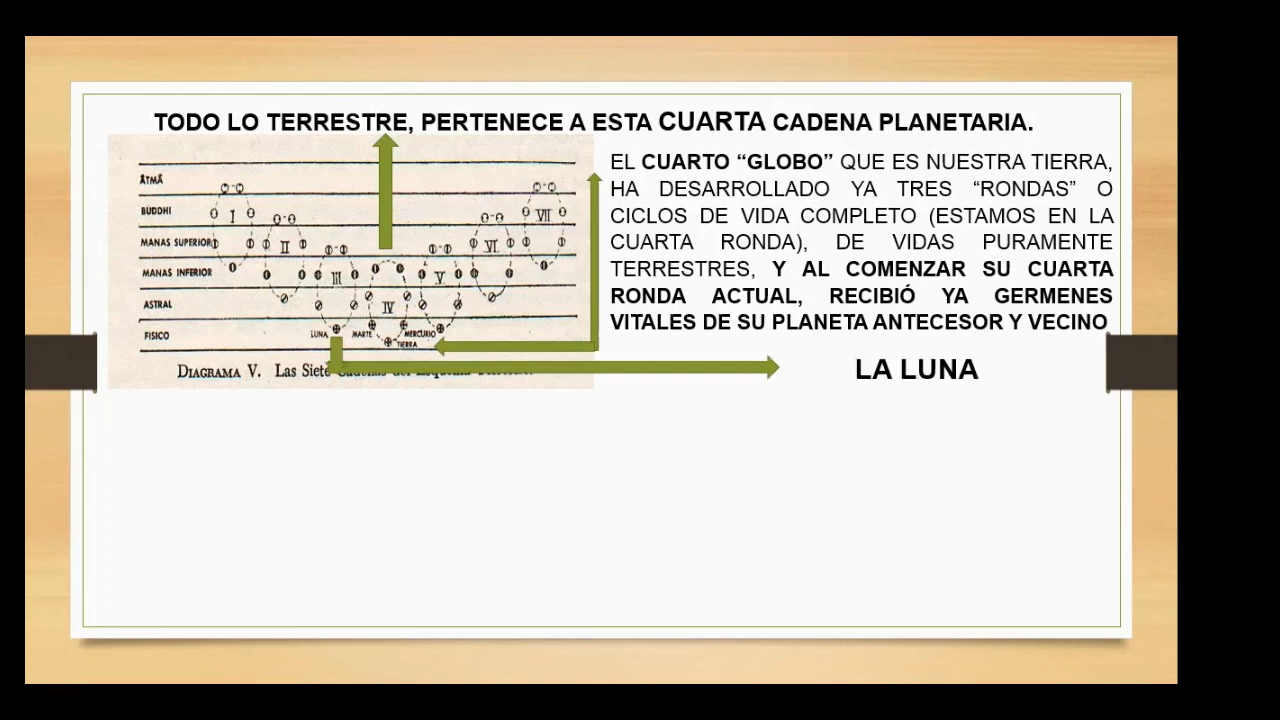 TODO LO TERRESTRE, PERTENECE A ESTA CUARTA CADENA PLANETARIA.
ĀTMĀ
BUDDHI
MANAS SUPERIOR
MANAS INFERIOR
ASTRAL
FISICO
I
II
III
IV
V
VI
VII
LUNA
MARTE
MERCURIO
TIERRA
DIAGRAMA V. Las Siete
EL CUARTO “GLOBO” QUE ES NUESTRA TIERRA,
HA DESARROLLADO YA TRES “RONDAS” O
CICLOS DE VIDA COMPLETO (ESTAMOS EN LA
CUARTA RONDA), DE VIDAS PURAMENTE
TERRESTRES, Y AL COMENZAR SU CUARTA
RONDA ACTUAL, RECIBIÓ YA GERMENES
VITALES DE SU PLANETA ANTECESOR Y VECINO
LA LUNA